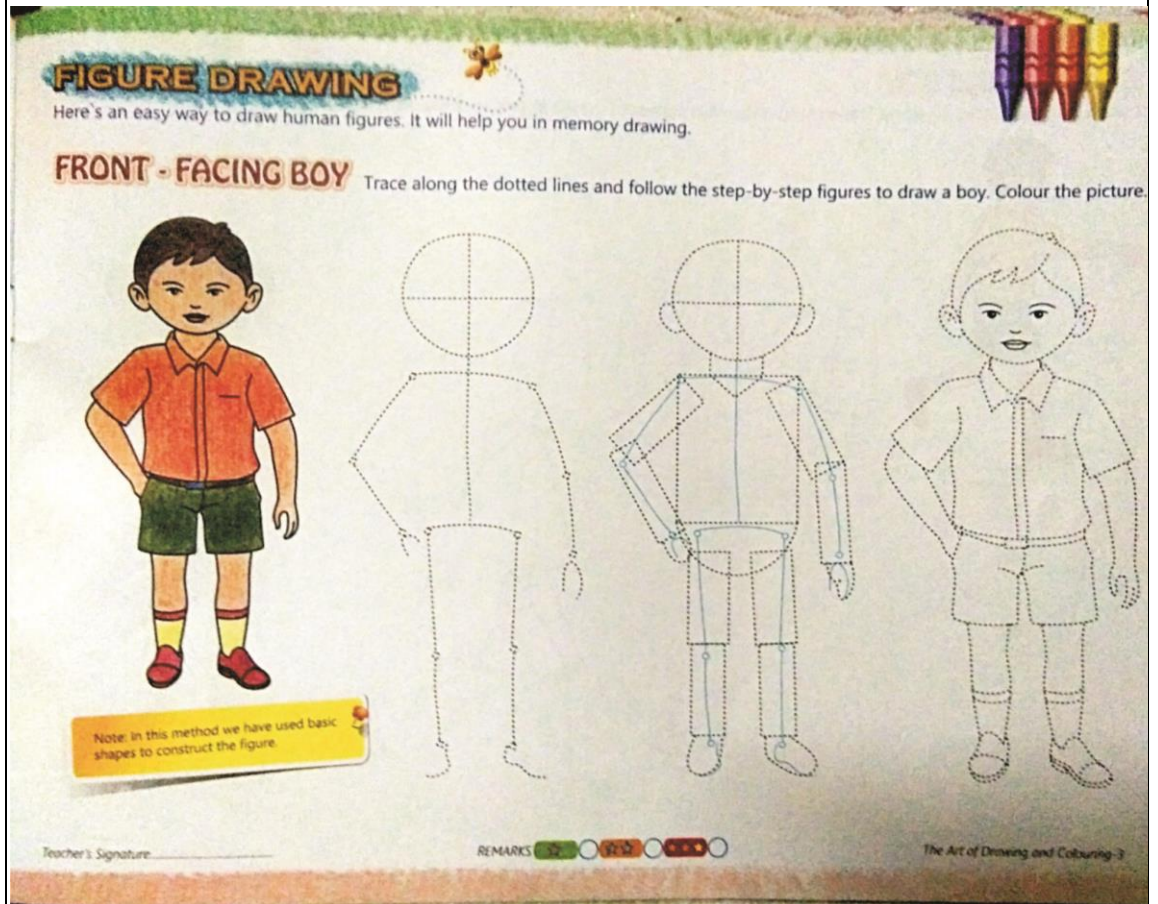 FIGURE DRAWING
Here's an easy way to draw human figures. It will help you in memory drawing.
FRONT - FACING BOY
Trace along the dotted lines and follow the step-by-step figures to draw a boy. Colour the picture.
Note: In this method we have used basic
shapes to construct the figure.
Teacher's Signature
REMARKS
The Art of Drawing and Colouring-3